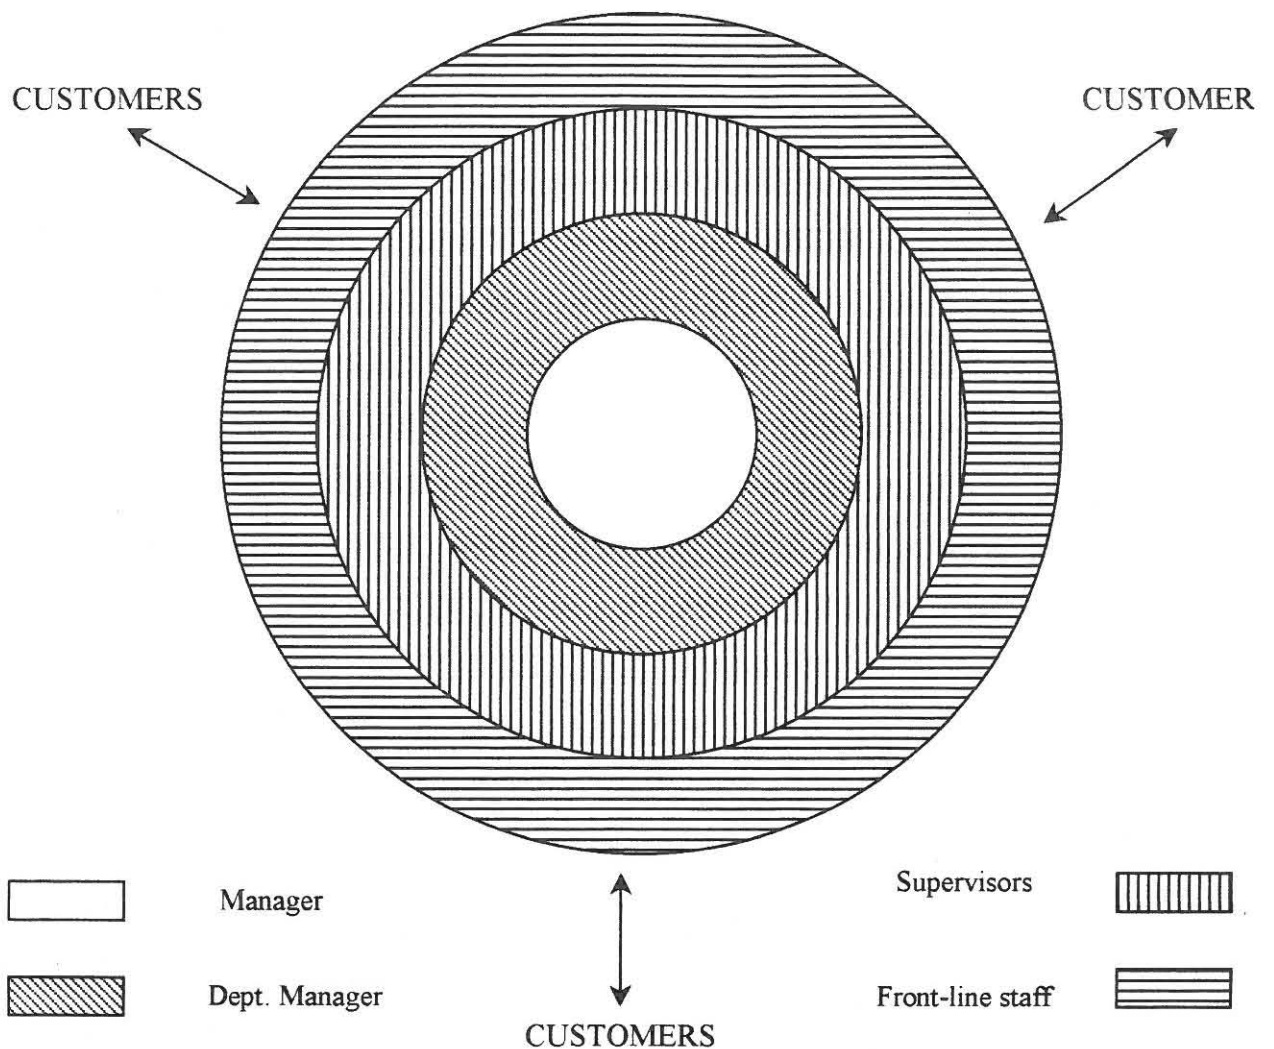 CUSTOMERS
CUSTOMER
Manager
Supervisors
Dept. Manager
Front-line staff
CUSTOMERS